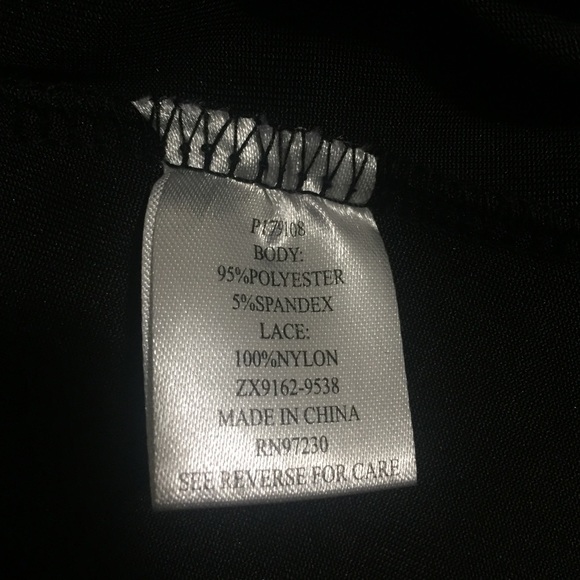 P179108
BODY:
95%POLYESTER
5%SPANDEX
LACE:
100%NYLON
ZX9162-9538
MADE IN CHINA
RN97230
SEE REVERSE FOR CARE